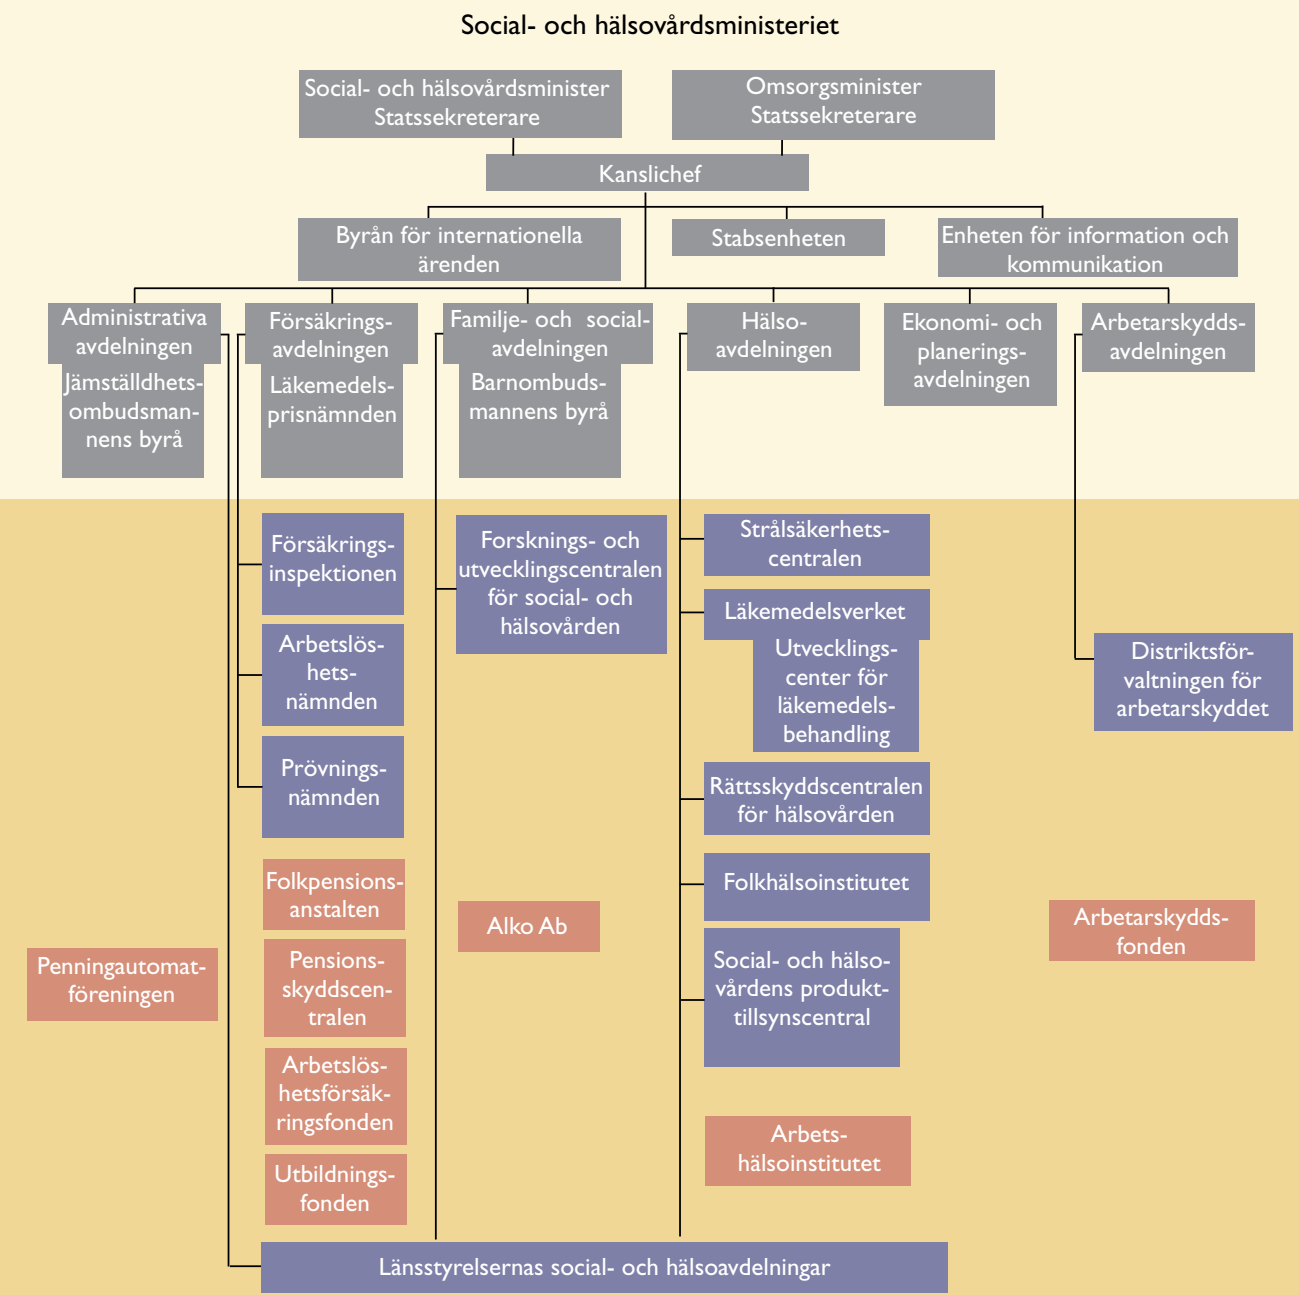 Social- och hälsovårdsministeriet
Social- och hälsovårdsminister
Statssekreterare
Omsorgsminister
Statssekreterare
Kanslichef
Byrån för internationella
ärenden
Stabsenheten
Enheten för information och
kommunikation
Administrativa
avdelningen
Jämställdhets-
ombudsman-
nens byrå
Försäkrings-
avdelningen
Läkemedels-
prisnämnden
Familje- och social-
avdelningen
Barnombuds-
mannens byrå
Hälso-
avdelningen
Ekonomi- och
planerings-
avdelningen
Arbetarskydds-
avdelningen
Försäkrings-
inspektionen
Arbetslös-
hets-
nämnden
Prövnings-
nämnden
Forsknings- och
utvecklingscentralen
för social- och
hälsovården
Strålsäkerhets-
centralen
Läkemedelsverket
Utvecklings-
center för
läkemedels-
behandling
Rättsskyddscentralen
för hälsovården
Folkhälsoinstitutet
Social- och hälso-
vårdens produkt-
tillsynscentral
Distriktsför-
valtningen för
arbetarskyddet
Penningautomat-
föreningen
Folkpensions-
anstalten
Pensions-
skyddscen-
tralen
Arbetslös-
hetsförsäk-
ringsfonden
Utbildnings-
fonden
Alko Ab
Arbets-
hälsoinstitutet
Arbetarskydds-
fonden
Länsstyrelsernas social- och hälsoavdelningar